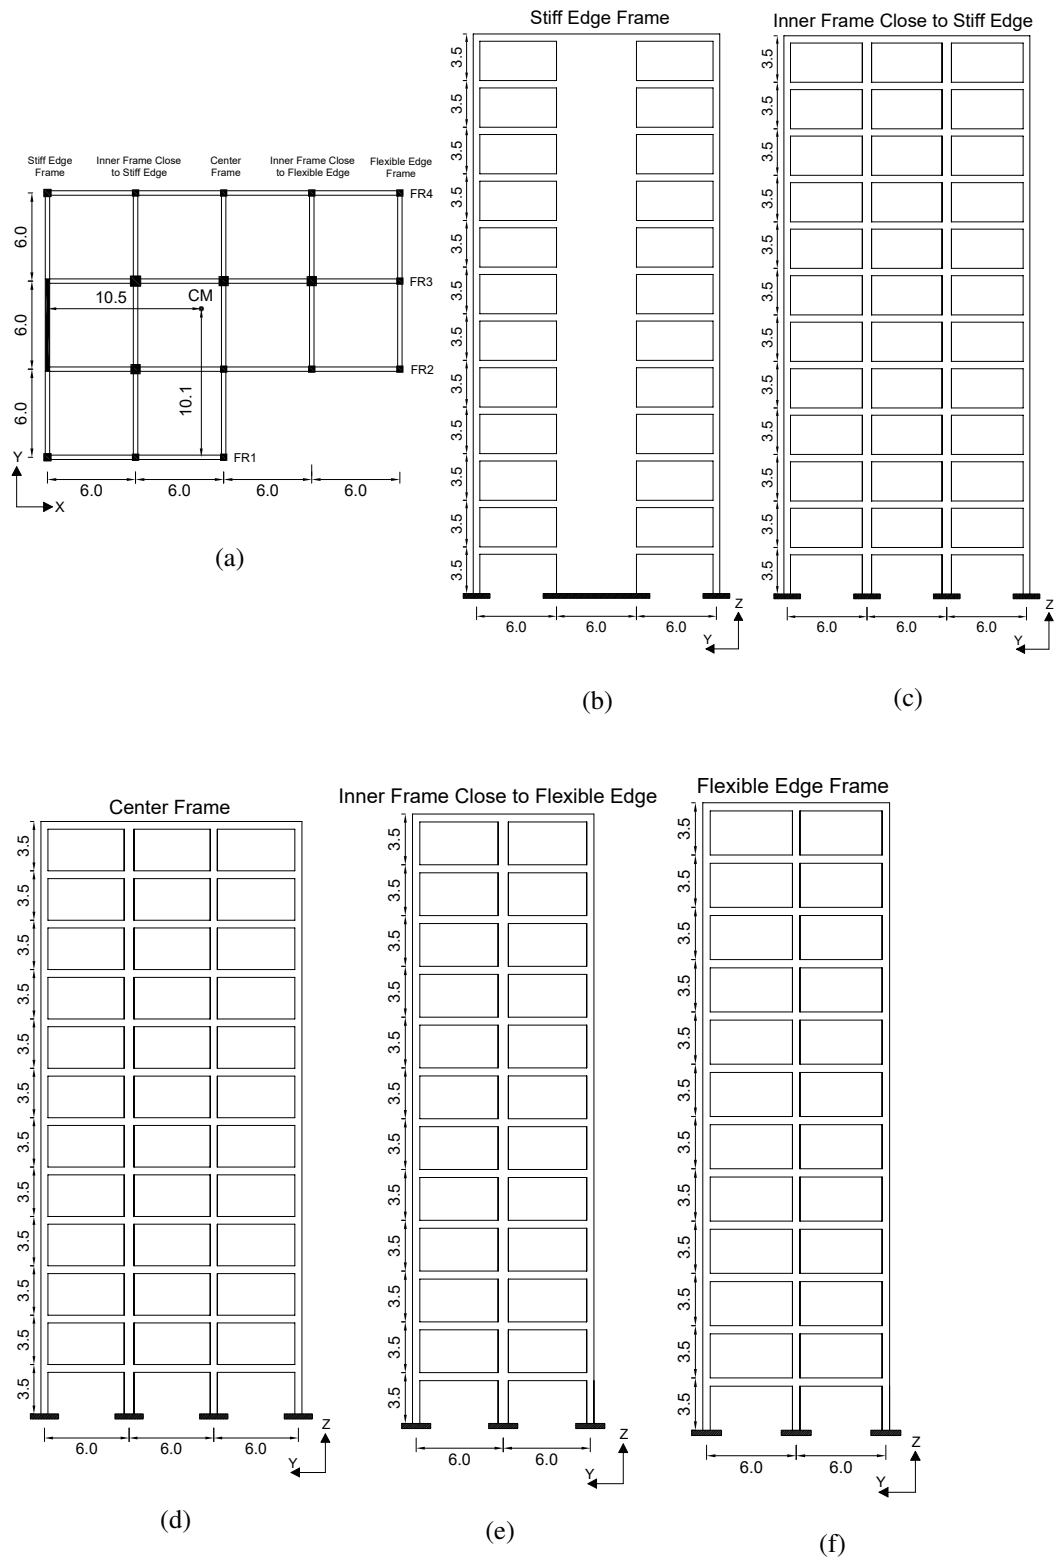 Stiff Edge Frame
Inner Frame Close to Stiff Edge
Stiff Edge
Frame
Inner Frame Close
to Stiff Edge
Center
Frame
Inner Frame Close
to Flexible Edge
Flexible Edge
Frame
FR4
6.0
FR3
10.5
CM
6.0
FR2
10.1
6.0
FR1
Y
X
6.0
6.0
6.0
6.0
(a)
3.5
3.5
3.5
3.5
3.5
3.5
3.5
3.5
3.5
3.5
3.5
3.5
6.0
6.0
6.0
Z
Y
(b)
3.5
3.5
3.5
3.5
3.5
3.5
3.5
3.5
3.5
3.5
3.5
3.5
6.0
6.0
6.0
Z
Y
(c)
Center Frame
3.5
3.5
3.5
3.5
3.5
3.5
3.5
3.5
3.5
3.5
3.5
3.5
6.0
6.0
6.0
Z
Y
(d)
Inner Frame Close to Flexible Edge
3.5
3.5
3.5
3.5
3.5
3.5
3.5
3.5
3.5
3.5
3.5
3.5
6.0
6.0
Z
Y
(e)
Flexible Edge Frame
3.5
3.5
3.5
3.5
3.5
3.5
3.5
3.5
3.5
3.5
3.5
3.5
6.0
6.0
Z
Y
(f)